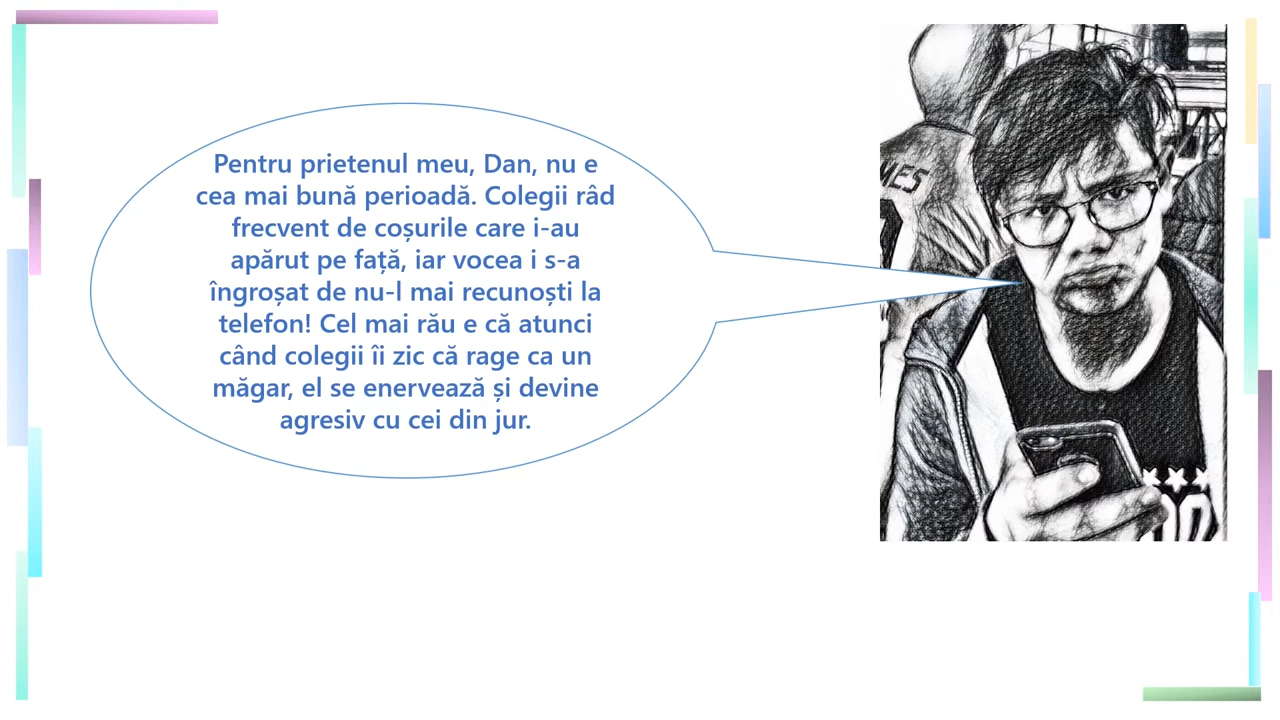 Pentru prietenul meu, Dan, nu e
cea mai bună perioadă. Colegii râd
frecvent de coșurile care i-au
apărut pe față, iar vocea i s-a
îngroșat de nu-l mai recunoști la
telefon! Cel mai rău e că atunci
când colegii îi zic că rage ca un
măgar, el se enervează și devine
agresiv cu cei din jur.